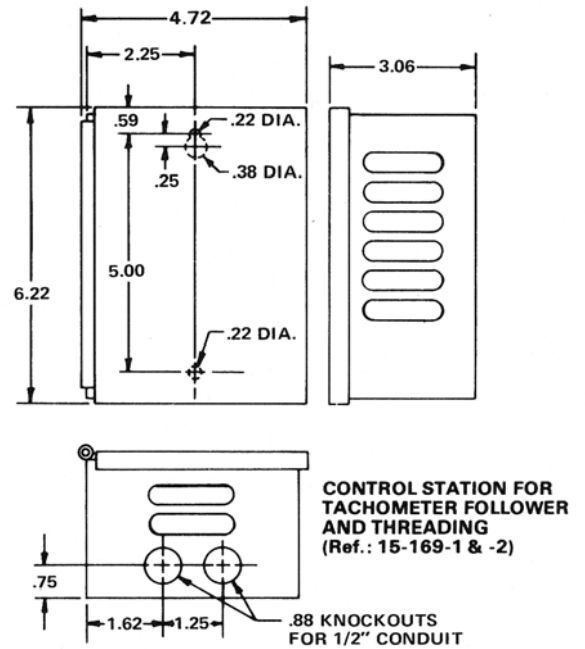 4.72
2.25
3.06
.59
.22 DIA.
.25
.38 DIA.
5.00
6.22
.22 DIA.
CONTROL STATION FOR
TACHOMETER FOLLOWER
AND THREADING
(Ref.: 15-169-1 & -2)
.75
1.62
1.25
.88 KNOCKOUTS
FOR 1/2" CONDUIT